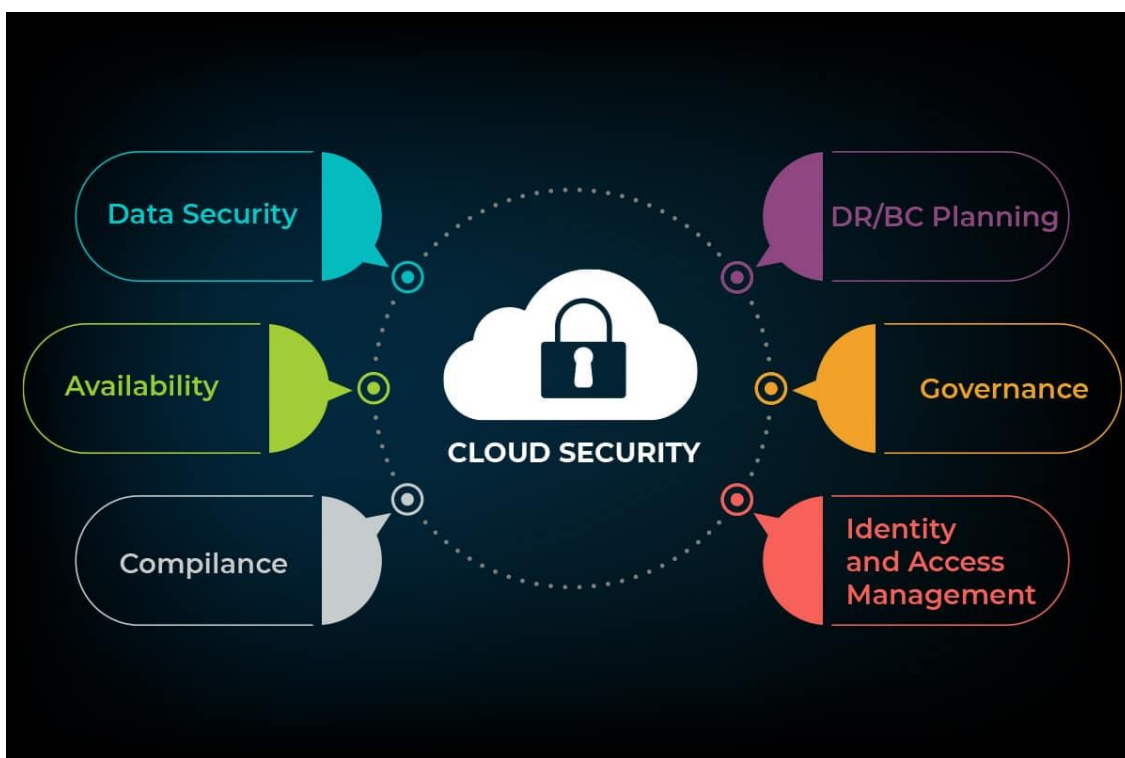 Data Security
DR/BC Planning
Availability
CLOUD SECURITY
Governance
Compilance
Identity
and Access
Management